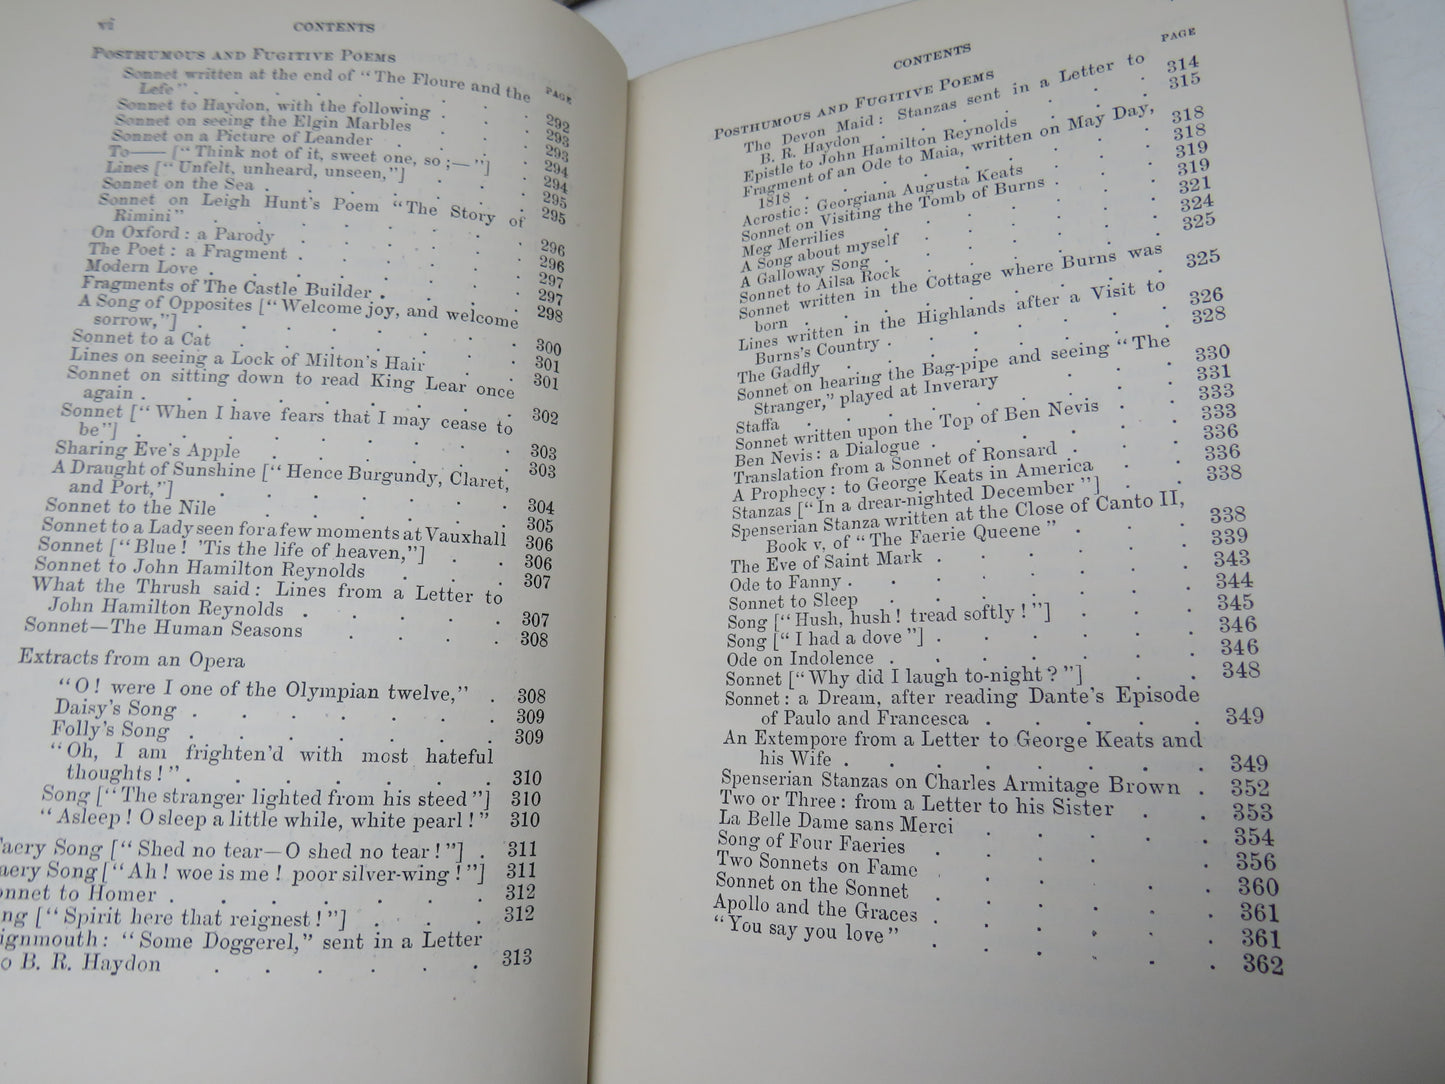 vi CONTENTS
POSTHUMOUS AND FUGITIVE POEMS
PAGE
Sonnet written at the end of "The Floure and the
Lefe" . . . . . . . . 292
Sonnet to Haydon, with the following . . . 293
Sonnet on seeing the Elgin Marbles . . . 293
Sonnet on a Picture of Leander . . . . 294
To— ["Think not of it, sweet one, so ;—"] . . 294
Lines ["Unfelt, unheard, unseen,"] . . . 295
Sonnet on the Sea . . . . . . 295
Sonnet on Leigh Hunt's Poem "The Story of
Rimini" . . . . . . . 296
On Oxford : a Parody . . . . . 296
The Poet : a Fragment . . . . . 297
Modern Love . . . . . . . 297
Fragments of The Castle Builder . . . . 298
A Song of Opposites ["Welcome joy, and welcome
sorrow,"] . . . . . . . 300
Sonnet to a Cat . . . . . . 301
Lines on seeing a Lock of Milton's Hair . . 301
Sonnet on sitting down to read King Lear once
again . . . . . . . . 302
Sonnet ["When I have fears that I may cease to
be"] . . . . . . . . 303
Sharing Eve's Apple . . . . . 303
A Draught of Sunshine ["Hence Burgundy, Claret,
and Port,"] . . . . . . 304
Sonnet to the Nile . . . . . . 305
Sonnet to a Lady seen for a few moments at Vauxhall 306
Sonnet ["Blue! 'Tis the life of heaven,"] . . 306
Sonnet to John Hamilton Reynolds . . . 307
What the Thrush said : Lines from a Letter to
John Hamilton Reynolds . . . . . 307
Sonnet—The Human Seasons . . . . 308
Extracts from an Opera
"O! were I one of the Olympian twelve," . 308
Daisy's Song . . . . . . 309
Folly's Song . . . . . . 309
"Oh, I am frighten'd with most hateful
thoughts!" . . . . . . 310
Song ["The stranger lighted from his steed"] 310
"Asleep! O sleep a little while, white pearl!" 310
Faery Song ["Shed no tear—O shed no tear!"] . 311
aery Song ["Ah! woe is me! poor silver-wing!"] 311
onnet to Homer . . . . . . 312
ng ["Spirit here that reignest!"] . . . 312
ignmouth : "Some Doggerel," sent in a Letter
o B. R. Haydon . . . . . 313
CONTENTS
PAGE
POSTHUMOUS AND FUGITIVE POEMS
The Devon Maid : Stanzas sent in a Letter to
B. R. Haydon . . . . . . 314
Epistle to John Hamilton Reynolds . . . 315
Fragment of an Ode to Maia, written on May Day,
1818 . . . . . . . . 318
Acrostic : Georgiana Augusta Keats . . . 318
Sonnet on Visiting the Tomb of Burns . . . 319
Meg Merrilies . . . . . . 319
A Song about myself . . . . . 321
A Galloway Song . . . . . . 324
Sonnet to Ailsa Rock . . . . . 325
Sonnet written in the Cottage where Burns was
born . . . . . . . . 325
Lines written in the Highlands after a Visit to
Burns's Country . . . . . . 326
The Gadfly . . . . . . . 328
Sonnet on hearing the Bag-pipe and seeing "The
Stranger," played at Inverary . . . 330
Staffa . . . . . . . . 331
Sonnet written upon the Top of Ben Nevis . . 333
Ben Nevis : a Dialogue . . . . . 333
Translation from a Sonnet of Ronsard . . . 336
A Prophecy : to George Keats in America . . 336
Stanzas ["In a drear-nighted December"] . . 338
Spenserian Stanza written at the Close of Canto II,
Book v, of "The Faerie Queene" . . . 338
The Eve of Saint Mark . . . . . 339
Ode to Fanny . . . . . . . 343
Sonnet to Sleep . . . . . . 344
Song ["Hush, hush! tread softly!"] . . . 345
Song ["I had a dove"] . . . . . 346
Ode on Indolence . . . . . . 346
Sonnet ["Why did I laugh to-night?"] . . . 348
Sonnet : a Dream, after reading Dante's Episode
of Paulo and Francesca . . . . . 349
An Extempore from a Letter to George Keats and
his Wife . . . . . . . 349
Spenserian Stanzas on Charles Armitage Brown . 352
Two or Three : from a Letter to his Sister . . 353
La Belle Dame sans Merci . . . . 354
Song of Four Faeries . . . . . 356
Two Sonnets on Fame . . . . . 360
Sonnet on the Sonnet . . . . . 361
Apollo and the Graces . . . . . 361
"You say you love" . . . . . 362